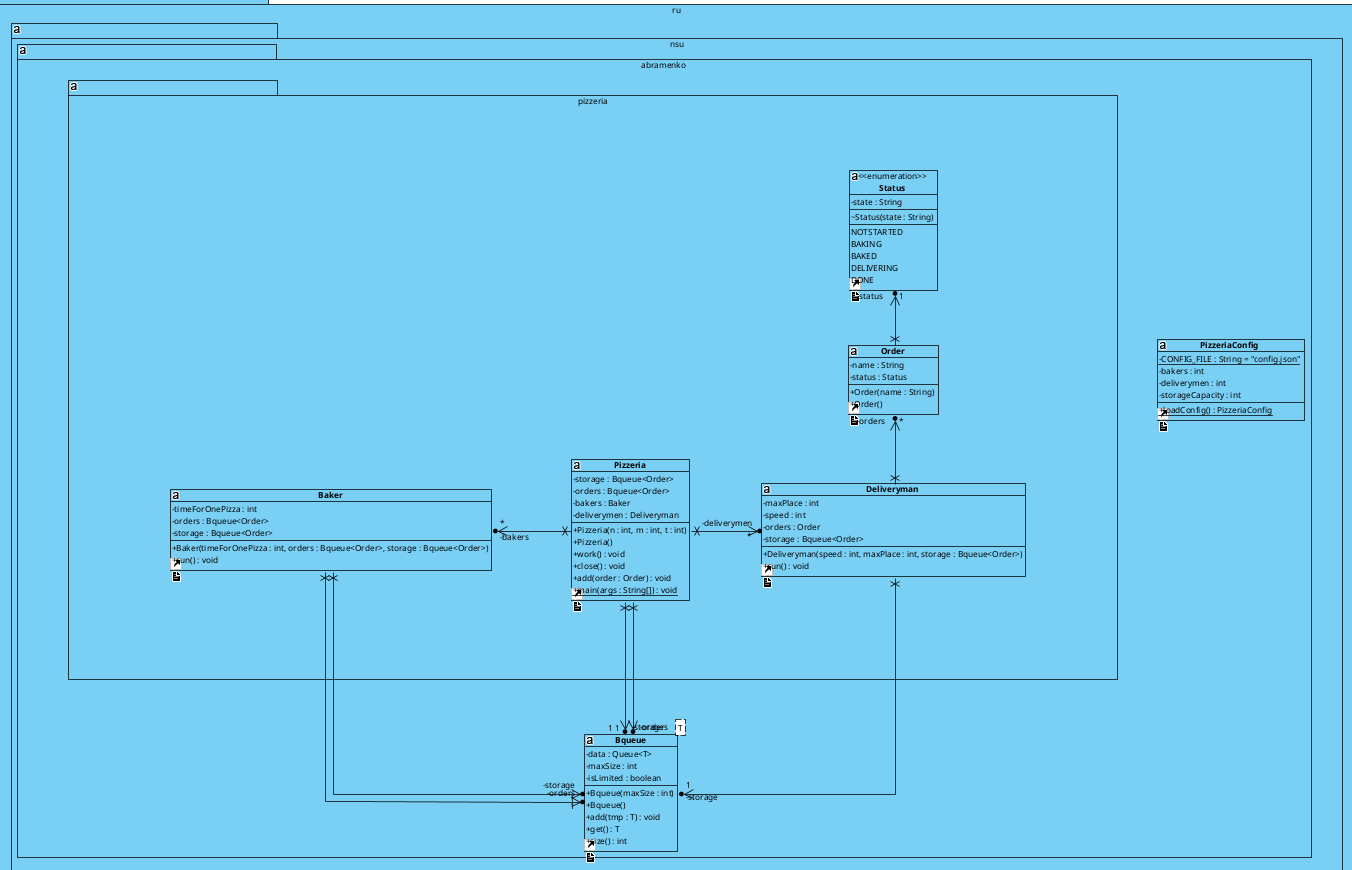 ru
a
nsu
a
abramenko
a
pizzeria
a
<<enumeration>>
Status
-state : String
~Status(state : String)
NOTSTARTED
BAKING
BAKED
DELIVERING
DONE
-status
1
a
Order
-name : String
-status : Status
+Order(name : String)
+Order()
-orders
*
a
PizzeriaConfig
-CONFIG_FILE : String = "config.json"
-bakers : int
-deliverymen : int
-storageCapacity : int
+loadConfig() : PizzeriaConfig
a
Baker
-timeForOnePizza : int
-orders : Bqueue<Order>
-storage : Bqueue<Order>
+Baker(timeForOnePizza : int, orders : Bqueue<Order>, storage : Bqueue<Order>)
+run() : void
*
-bakers
a
Pizzeria
-storage : Bqueue<Order>
-orders : Bqueue<Order>
-bakers : Baker
-deliverymen : Deliveryman
+Pizzeria(n : int, m : int, t : int)
+Pizzeria()
+work() : void
+close() : void
+add(order : Order) : void
+main(args : String[]) : void
-deliverymen
*
a
Deliveryman
-maxPlace : int
-speed : int
-orders : Order
-storage : Bqueue<Order>
+Deliveryman(speed : int, maxPlace : int, storage : Bqueue<Order>)
+run() : void
1 1
-storage
-orders
T
a
Bqueue
-data : Queue<T>
-maxSize : int
-isLimited : boolean
+Bqueue(maxSize : int)
+Bqueue()
+add(tmp : T) : void
+get() : T
+size() : int
-storage
-orders
1
-storage